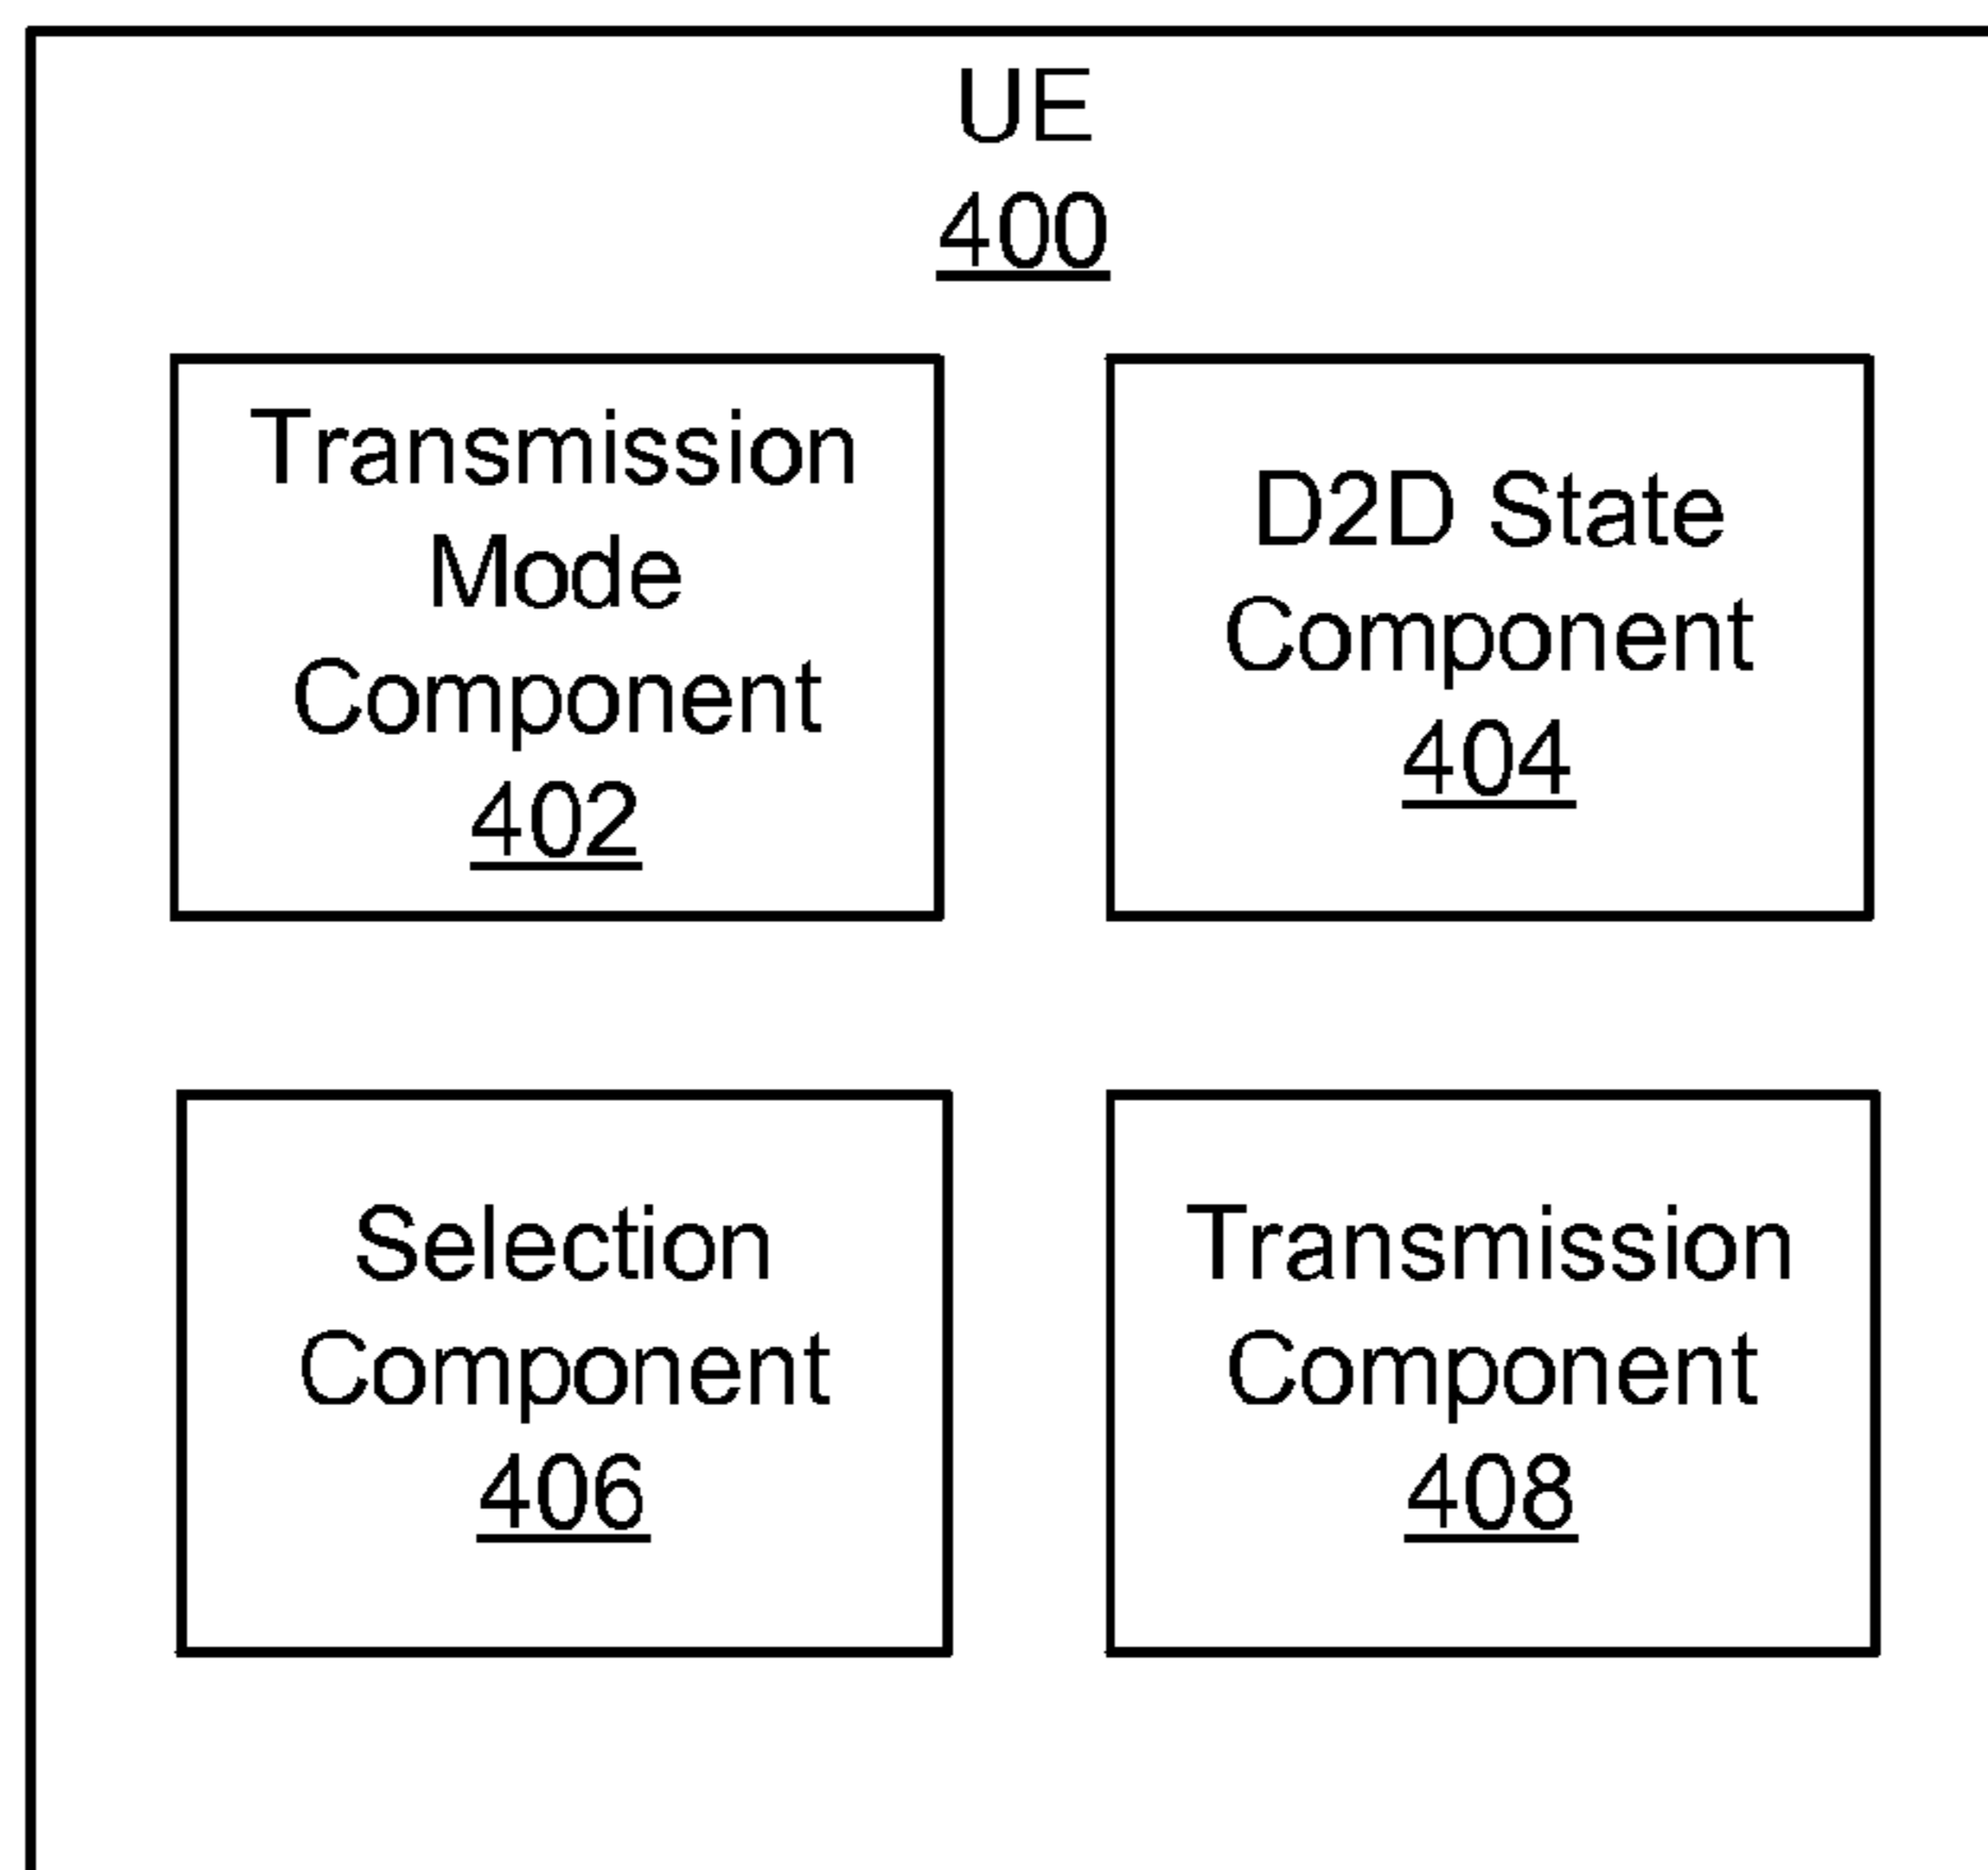 UE
400
Transmission
Mode
Component
402
D2D State
Component
404
Selection
Component
406
Transmission
Component
408